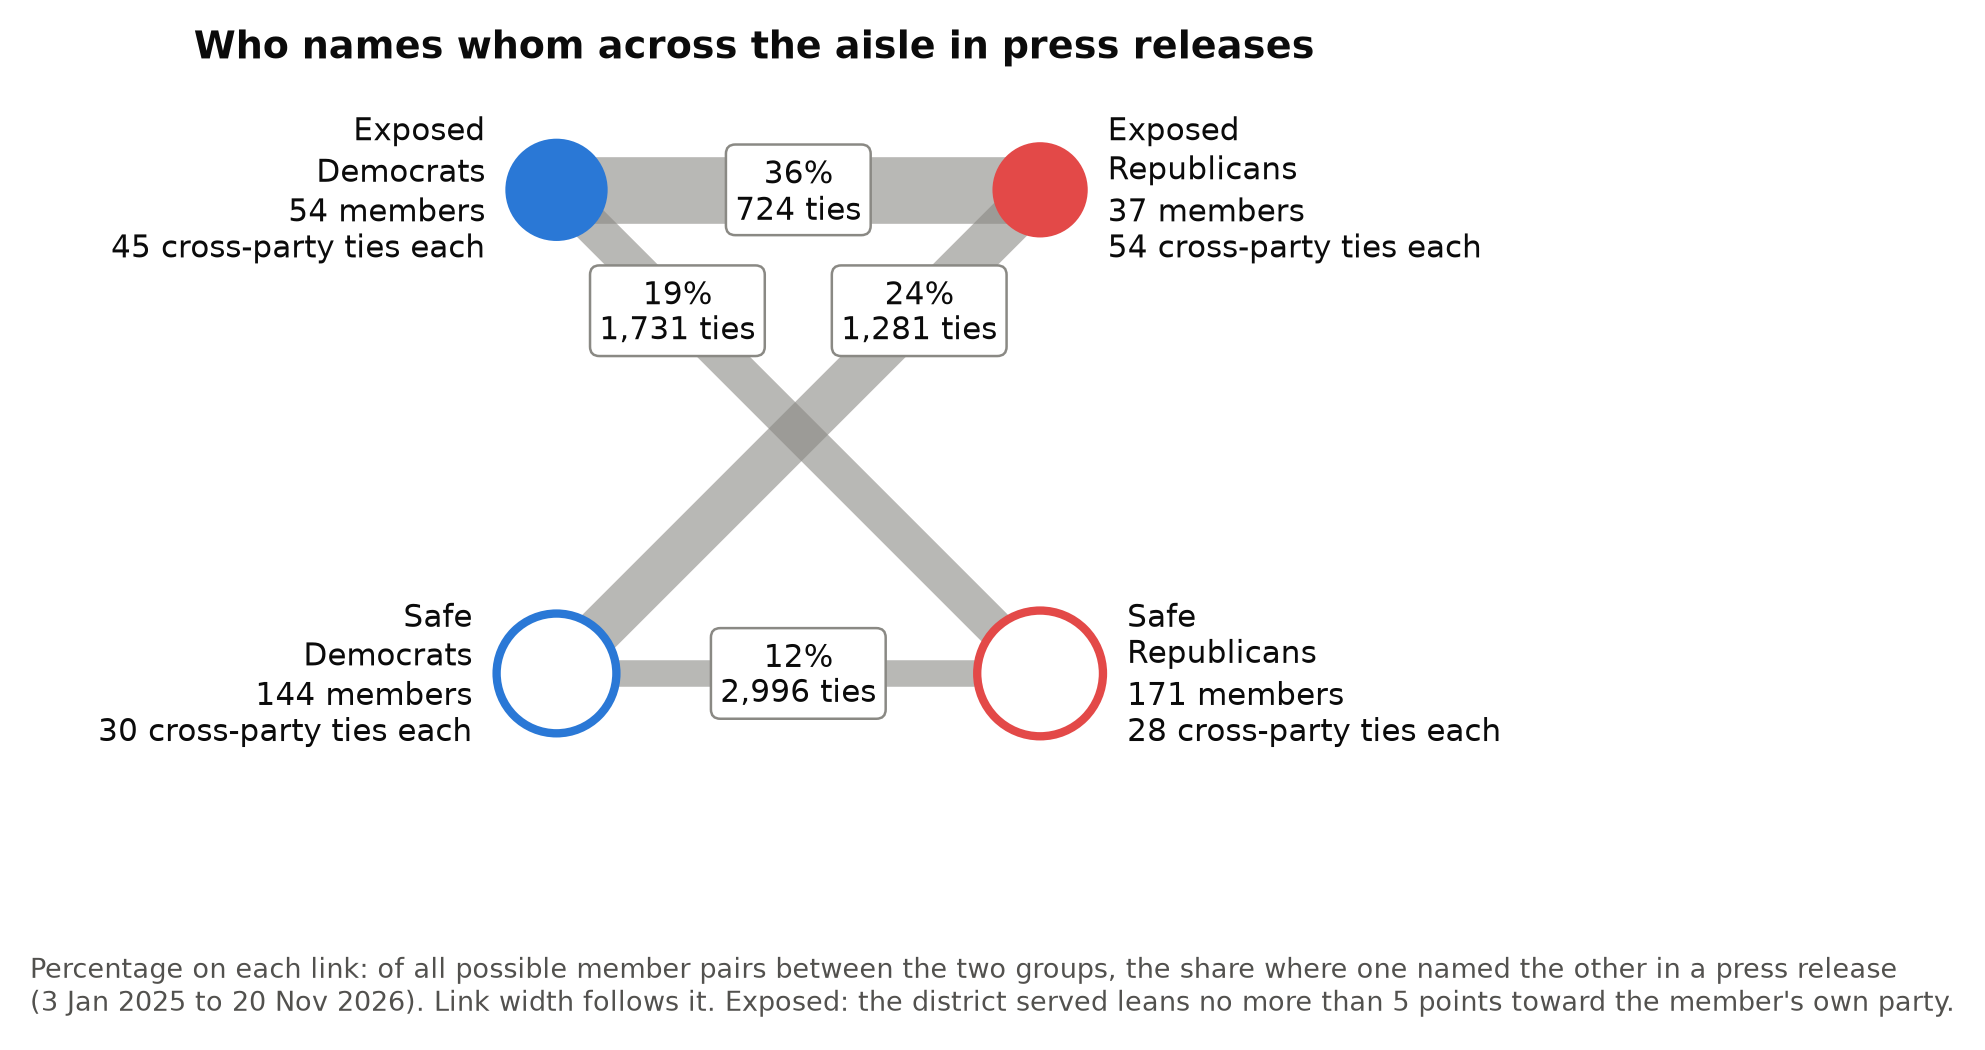 Who names whom across the aisle in press releases
Exposed
Democrats
54 members
45 cross-party ties each
36%
724 ties
Exposed
Republicans
37 members
54 cross-party ties each
19%
1,731 ties
24%
1,281 ties
Safe
Democrats
144 members
30 cross-party ties each
12%
2,996 ties
Safe
Republicans
171 members
28 cross-party ties each
Percentage on each link: of all possible member pairs between the two groups, the share where one named the other in a press release
(3 Jan 2025 to 20 Nov 2026). Link width follows it. Exposed: the district served leans no more than 5 points toward the member's own party.